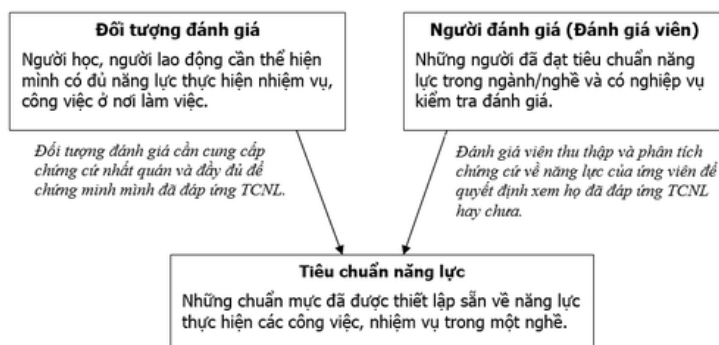 Đối tượng đánh giá
Người học, người lao động cần thể hiện
mình có đủ năng lực thực hiện nhiệm vụ,
công việc ở nơi làm việc.
Người đánh giá (Đánh giá viên)
Những người đã đạt tiêu chuẩn năng
lực trong ngành/nghề và có nghiệp vụ
kiểm tra đánh giá.
Đối tượng đánh giá cần cung cấp
chứng cứ nhất quán và đầy đủ để
chứng minh mình đã đáp ứng TCNL.
Đánh giá viên thu thập và phân tích
chứng cứ về năng lực của ứng viên để
quyết định xem họ đã đáp ứng TCNL
hay chưa.
Tiêu chuẩn năng lực
Những chuẩn mực đã được thiết lập sẵn về năng lực
thực hiện các công việc, nhiệm vụ trong một nghề.